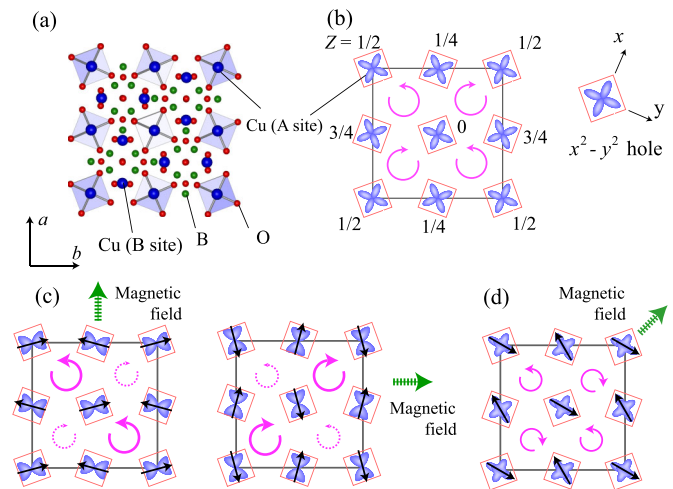 (a)
(b)
Z = 1/2
1/4
1/2
x
y
Cu (A site)
3/4
0
3/4
x² - y² hole
1/2
1/4
1/2
a
b
Cu (B site)
B
O
(c)
Magnetic
field
Magnetic
field
(d)
Magnetic
field